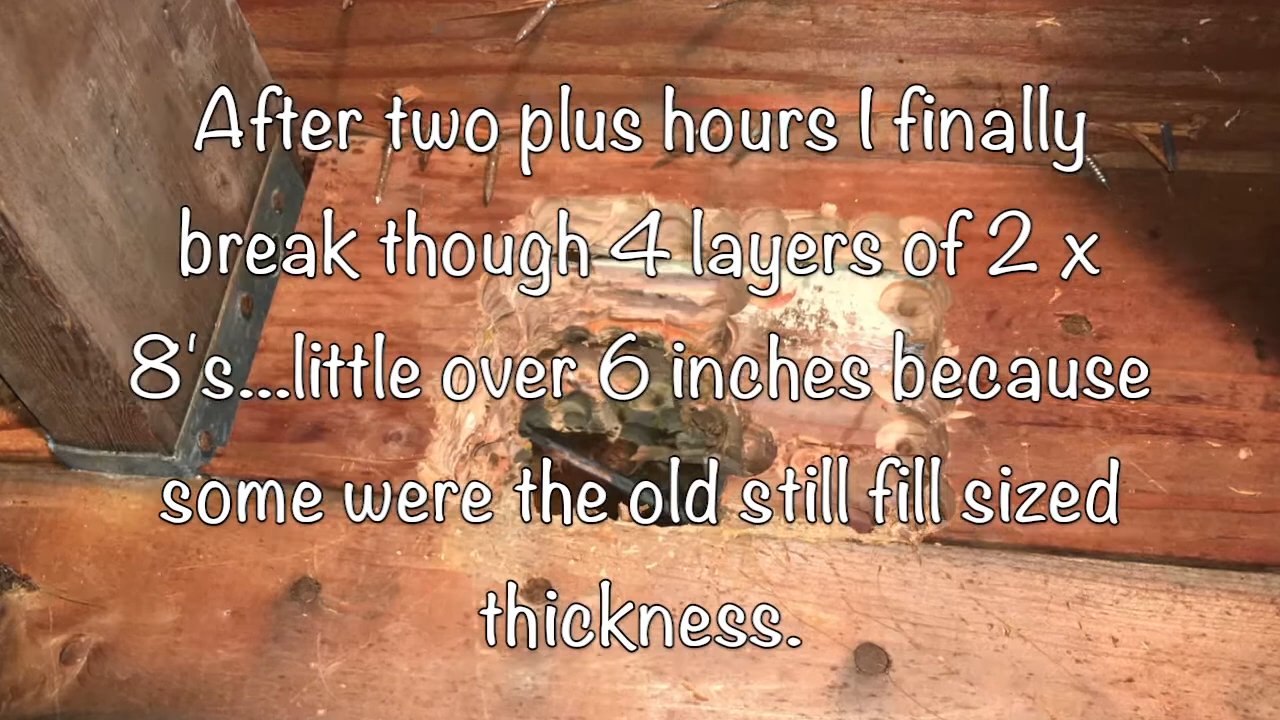 After two plus hours I finally
break though 4 layers of 2 x
8's...little over 6 inches because
some were the old still fill sized
thickness.